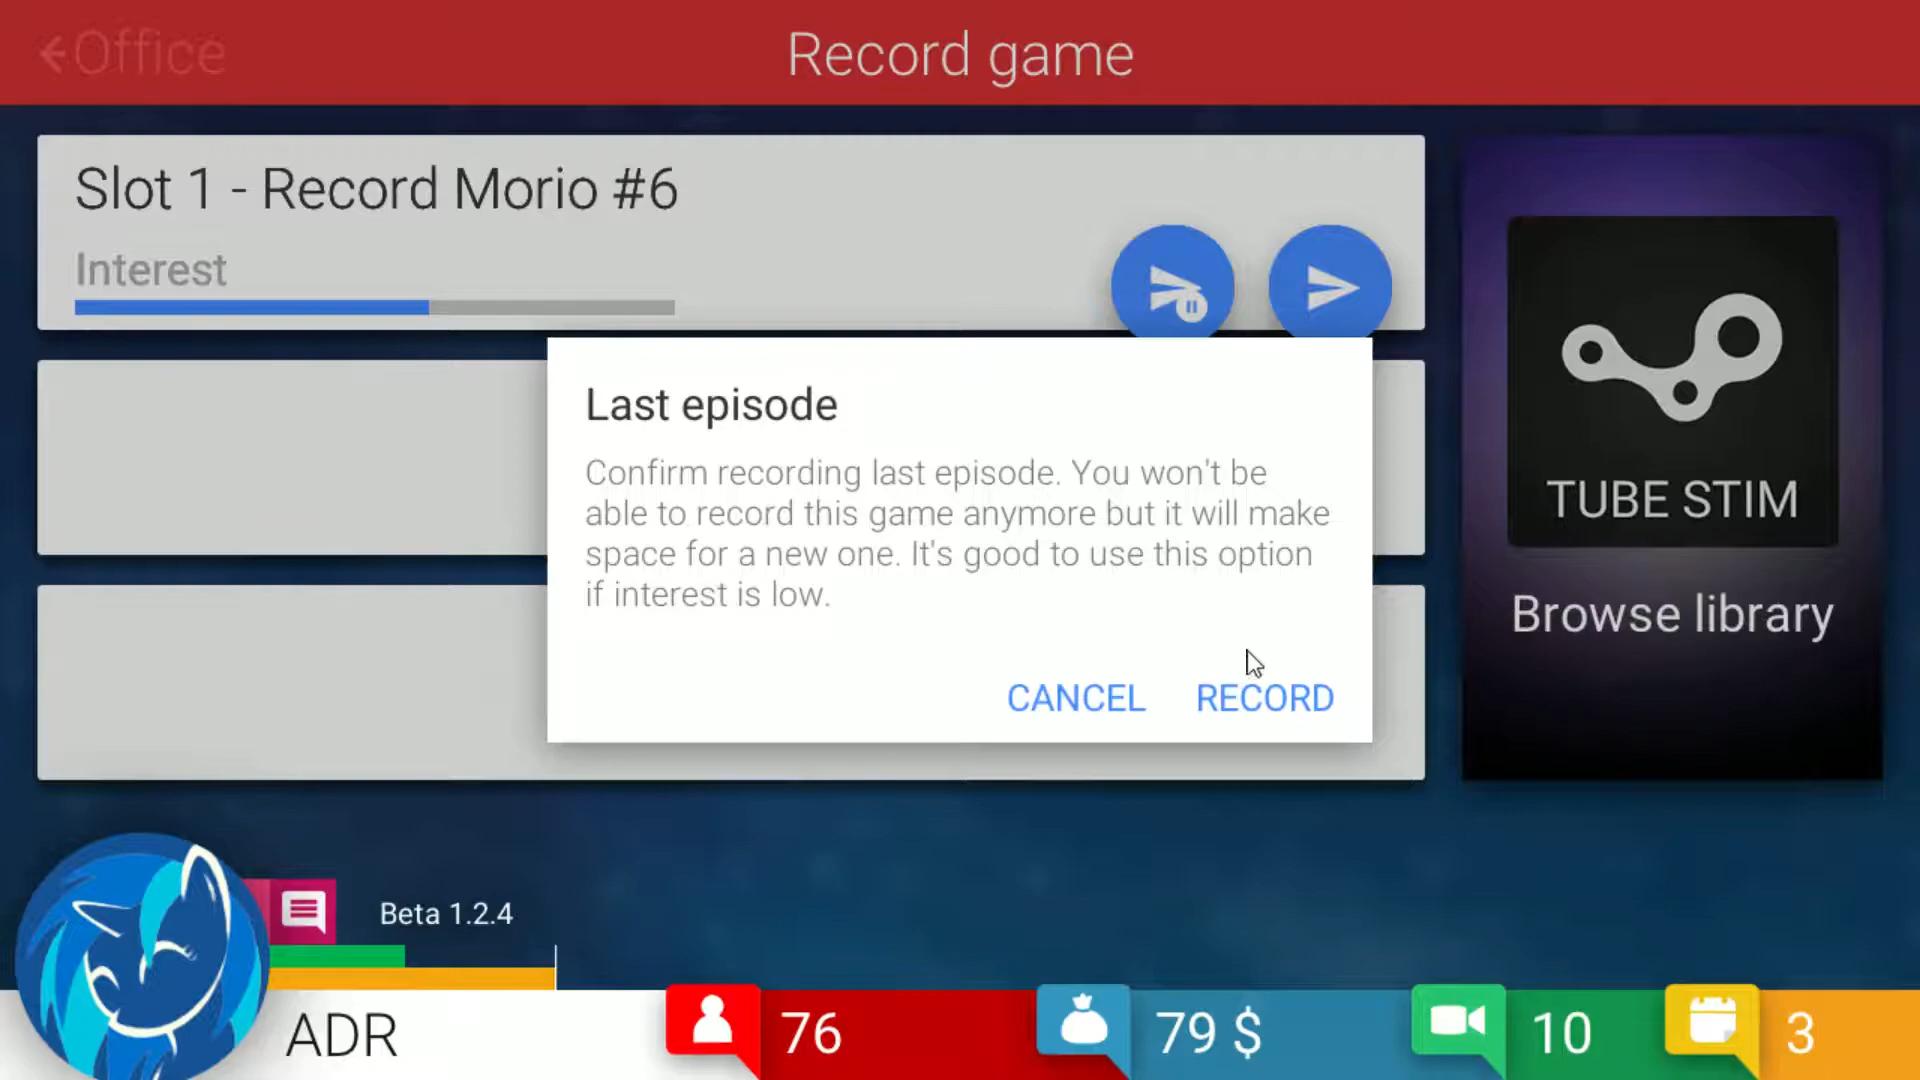 Office
Record game
Slot 1 - Record Morio #6
Interest
Last episode
Confirm recording last episode. You won't be
able to record this game anymore but it will make
space for a new one. It's good to use this option
if interest is low.
CANCEL
RECORD
TUBE STIM
Browse library
Beta 1.2.4
ADR
76
79 $
10
3